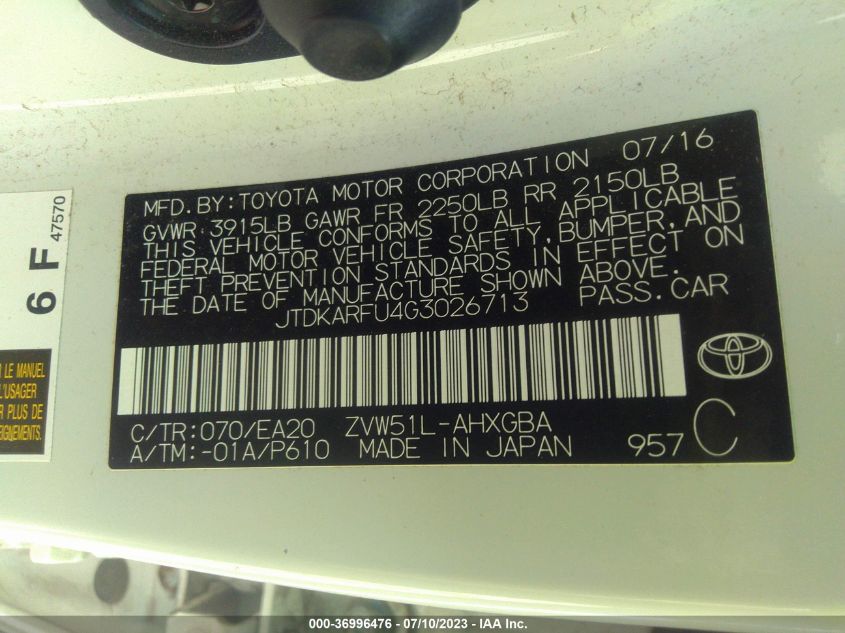 MFD.BY:TOYOTA MOTOR CORPORATION 07/16
GVWR 3915LB GAWR FR 2250LB RR 2150LB
THIS VEHICLE CONFORMS TO ALL APPLICABLE
FEDERAL MOTOR VEHICLE SAFETY,BUMPER,AND
THEFT PREVENTION STANDARDS IN EFFECT ON
THE DATE OF MANUFACTURE SHOWN ABOVE.
JTDKARFU4G3026713 PASS.CAR
C/TR:070/EA20 ZVW51L-AHXGBA
A/TM:-01A/P610 MADE IN JAPAN 957 C
6 F 47570
LE MANUEL
L'USAGER
PLUS DE
000-36996476 - 07/10/2023 - IAA Inc.